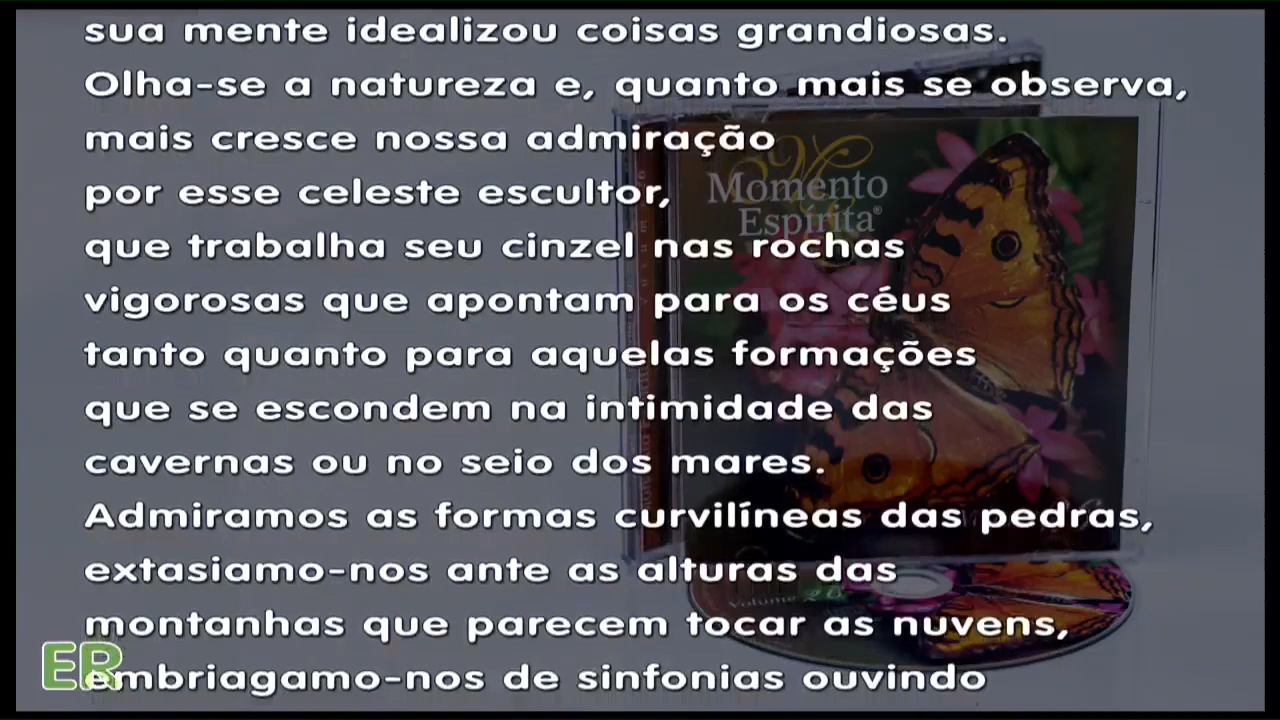 sua mente idealizou coisas grandiosas.
Olha-se a natureza e, quanto mais se observa,
mais cresce nossa admiração
por esse celeste escultor,
que trabalha seu cinzel nas rochas
vigorosas que apontam para os céus
tanto quanto para aquelas formações
que se escondem na intimidade das
cavernas ou no seio dos mares.
Admiramos as formas curvilíneas das pedras,
extasiamo-nos ante as alturas das
montanhas que parecem tocar as nuvens,
embriagamo-nos de sinfonias ouvindo
Momento
Espírita®
Volume
ER